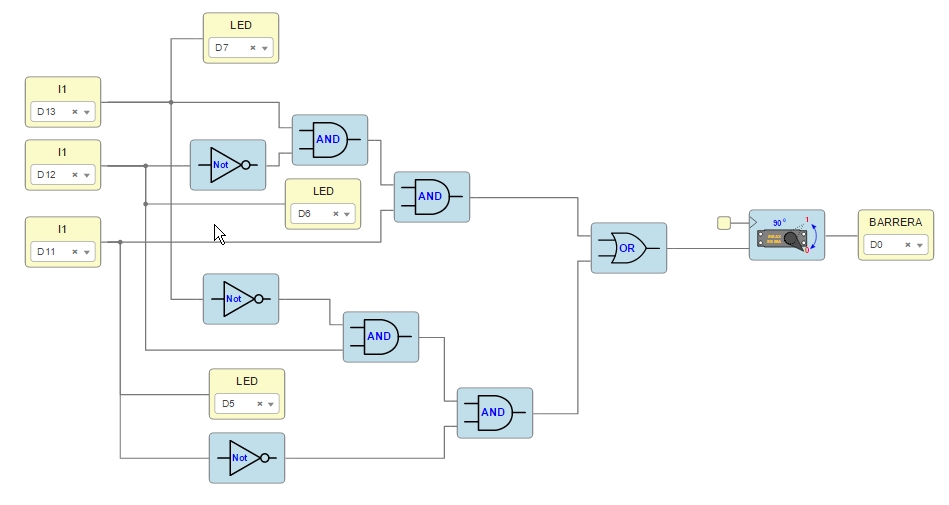 LED
D7
I1
D13
AND
I1
D12
Not
LED
D6
AND
I1
D11
BARRERA
D0
90°
1
0
OR
Not
AND
LED
D5
AND
Not